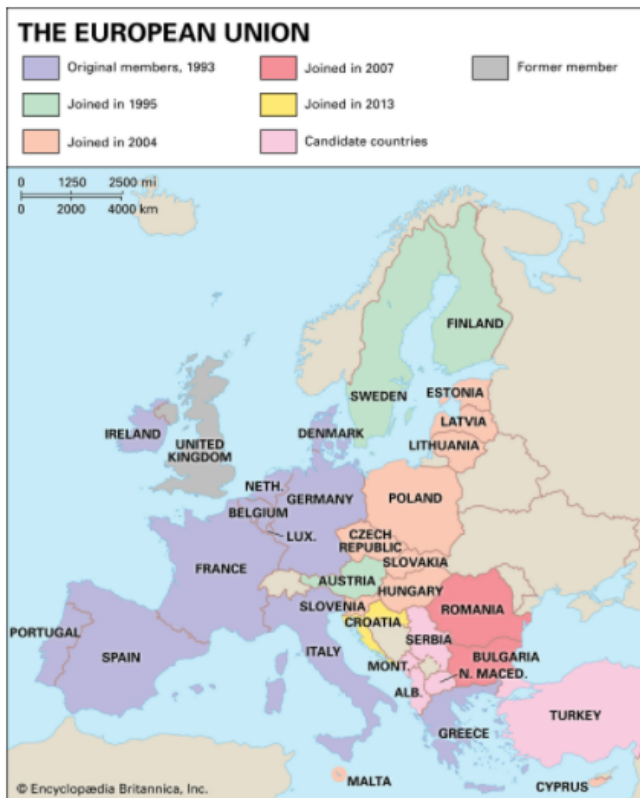 THE EUROPEAN UNION
Original members, 1993
Joined in 2007
Former member
Joined in 1995
Joined in 2013
Joined in 2004
Candidate countries
0 1250 2500 mi
0 2000 4000 km
FINLAND
SWEDEN
ESTONIA
LATVIA
LITHUANIA
IRELAND
UNITED
KINGDOM
DENMARK
NETH.
GERMANY
POLAND
BELGIUM
LUX.
CZECH
REPUBLIC
SLOVAKIA
FRANCE
AUSTRIA
HUNGARY
SLOVENIA
ROMANIA
CROATIA
PORTUGAL
SPAIN
ITALY
SERBIA
BULGARIA
MONT.
N. MACED.
ALB.
TURKEY
GREECE
MALTA
CYPRUS
© Encyclopædia Britannica, Inc.